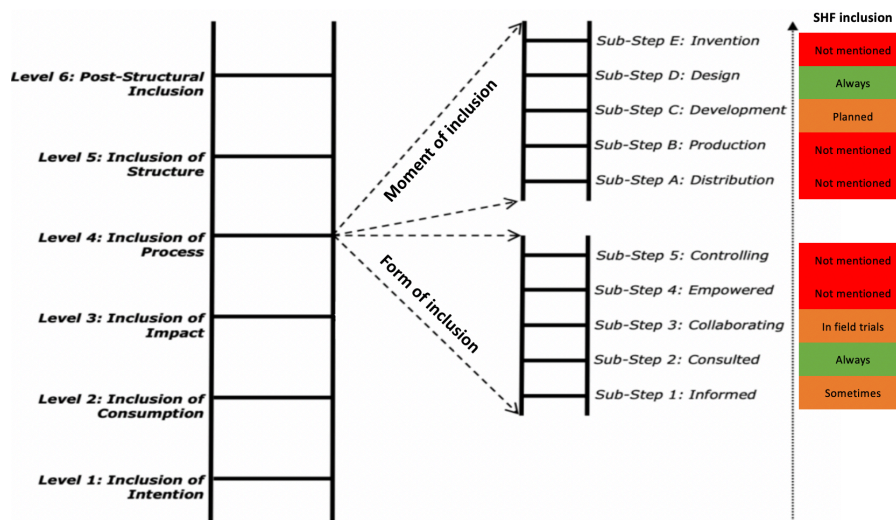 SHF inclusion
Level 6: Post-Structural
Inclusion
Level 5: Inclusion of
Structure
Level 4: Inclusion of
Process
Level 3: Inclusion of
Impact
Level 2: Inclusion of
Consumption
Level 1: Inclusion of
Intention
Moment of inclusion
Form of inclusion
Sub-Step E: Invention
Not mentioned
Sub-Step D: Design
Always
Sub-Step C: Development
Planned
Sub-Step B: Production
Not mentioned
Sub-Step A: Distribution
Not mentioned
Sub-Step 5: Controlling
Not mentioned
Sub-Step 4: Empowered
Not mentioned
Sub-Step 3: Collaborating
In field trials
Sub-Step 2: Consulted
Always
Sub-Step 1: Informed
Sometimes